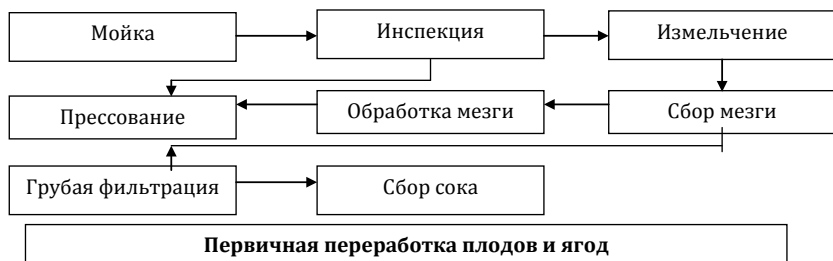 Мойка
Инспекция
Измельчение
Прессование
Обработка мезги
Сбор мезги
Грубая фильтрация
Сбор сока
Первичная переработка плодов и ягод